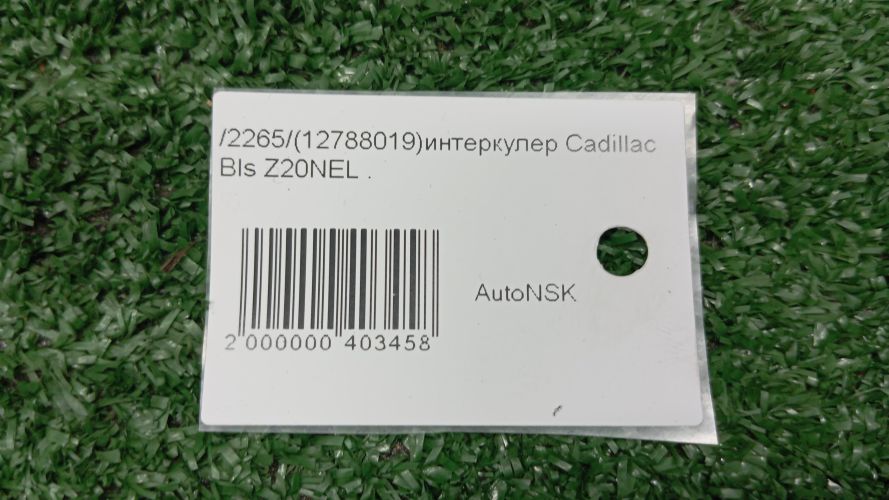 /2265/(12788019)интеркулер Cadillac
Bls Z20NEL .
AutoNSK
2 000000 403458